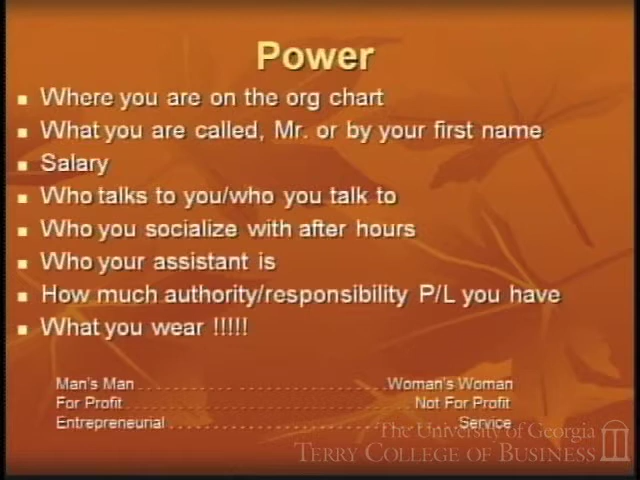 Power
Where you are on the org chart
What you are called, Mr. or by your first name
Salary
Who talks to you/who you talk to
Who you socialize with after hours
Who your assistant is
How much authority/responsibility P/L you have
What you wear !!!!!
Man's Man . . . . . . . . . . . . . . . . . . . . . . . . . . . . . . . . . . Woman's Woman
For Profit . . . . . . . . . . . . . . . . . . . . . . . . . . . . . . . . . . Not For Profit
Entrepreneurial . . . . . . . . . . . . . . . . . . . . . . . . . . . . . . . . . . Service
The University of Georgia
TERRY COLLEGE OF BUSINESS